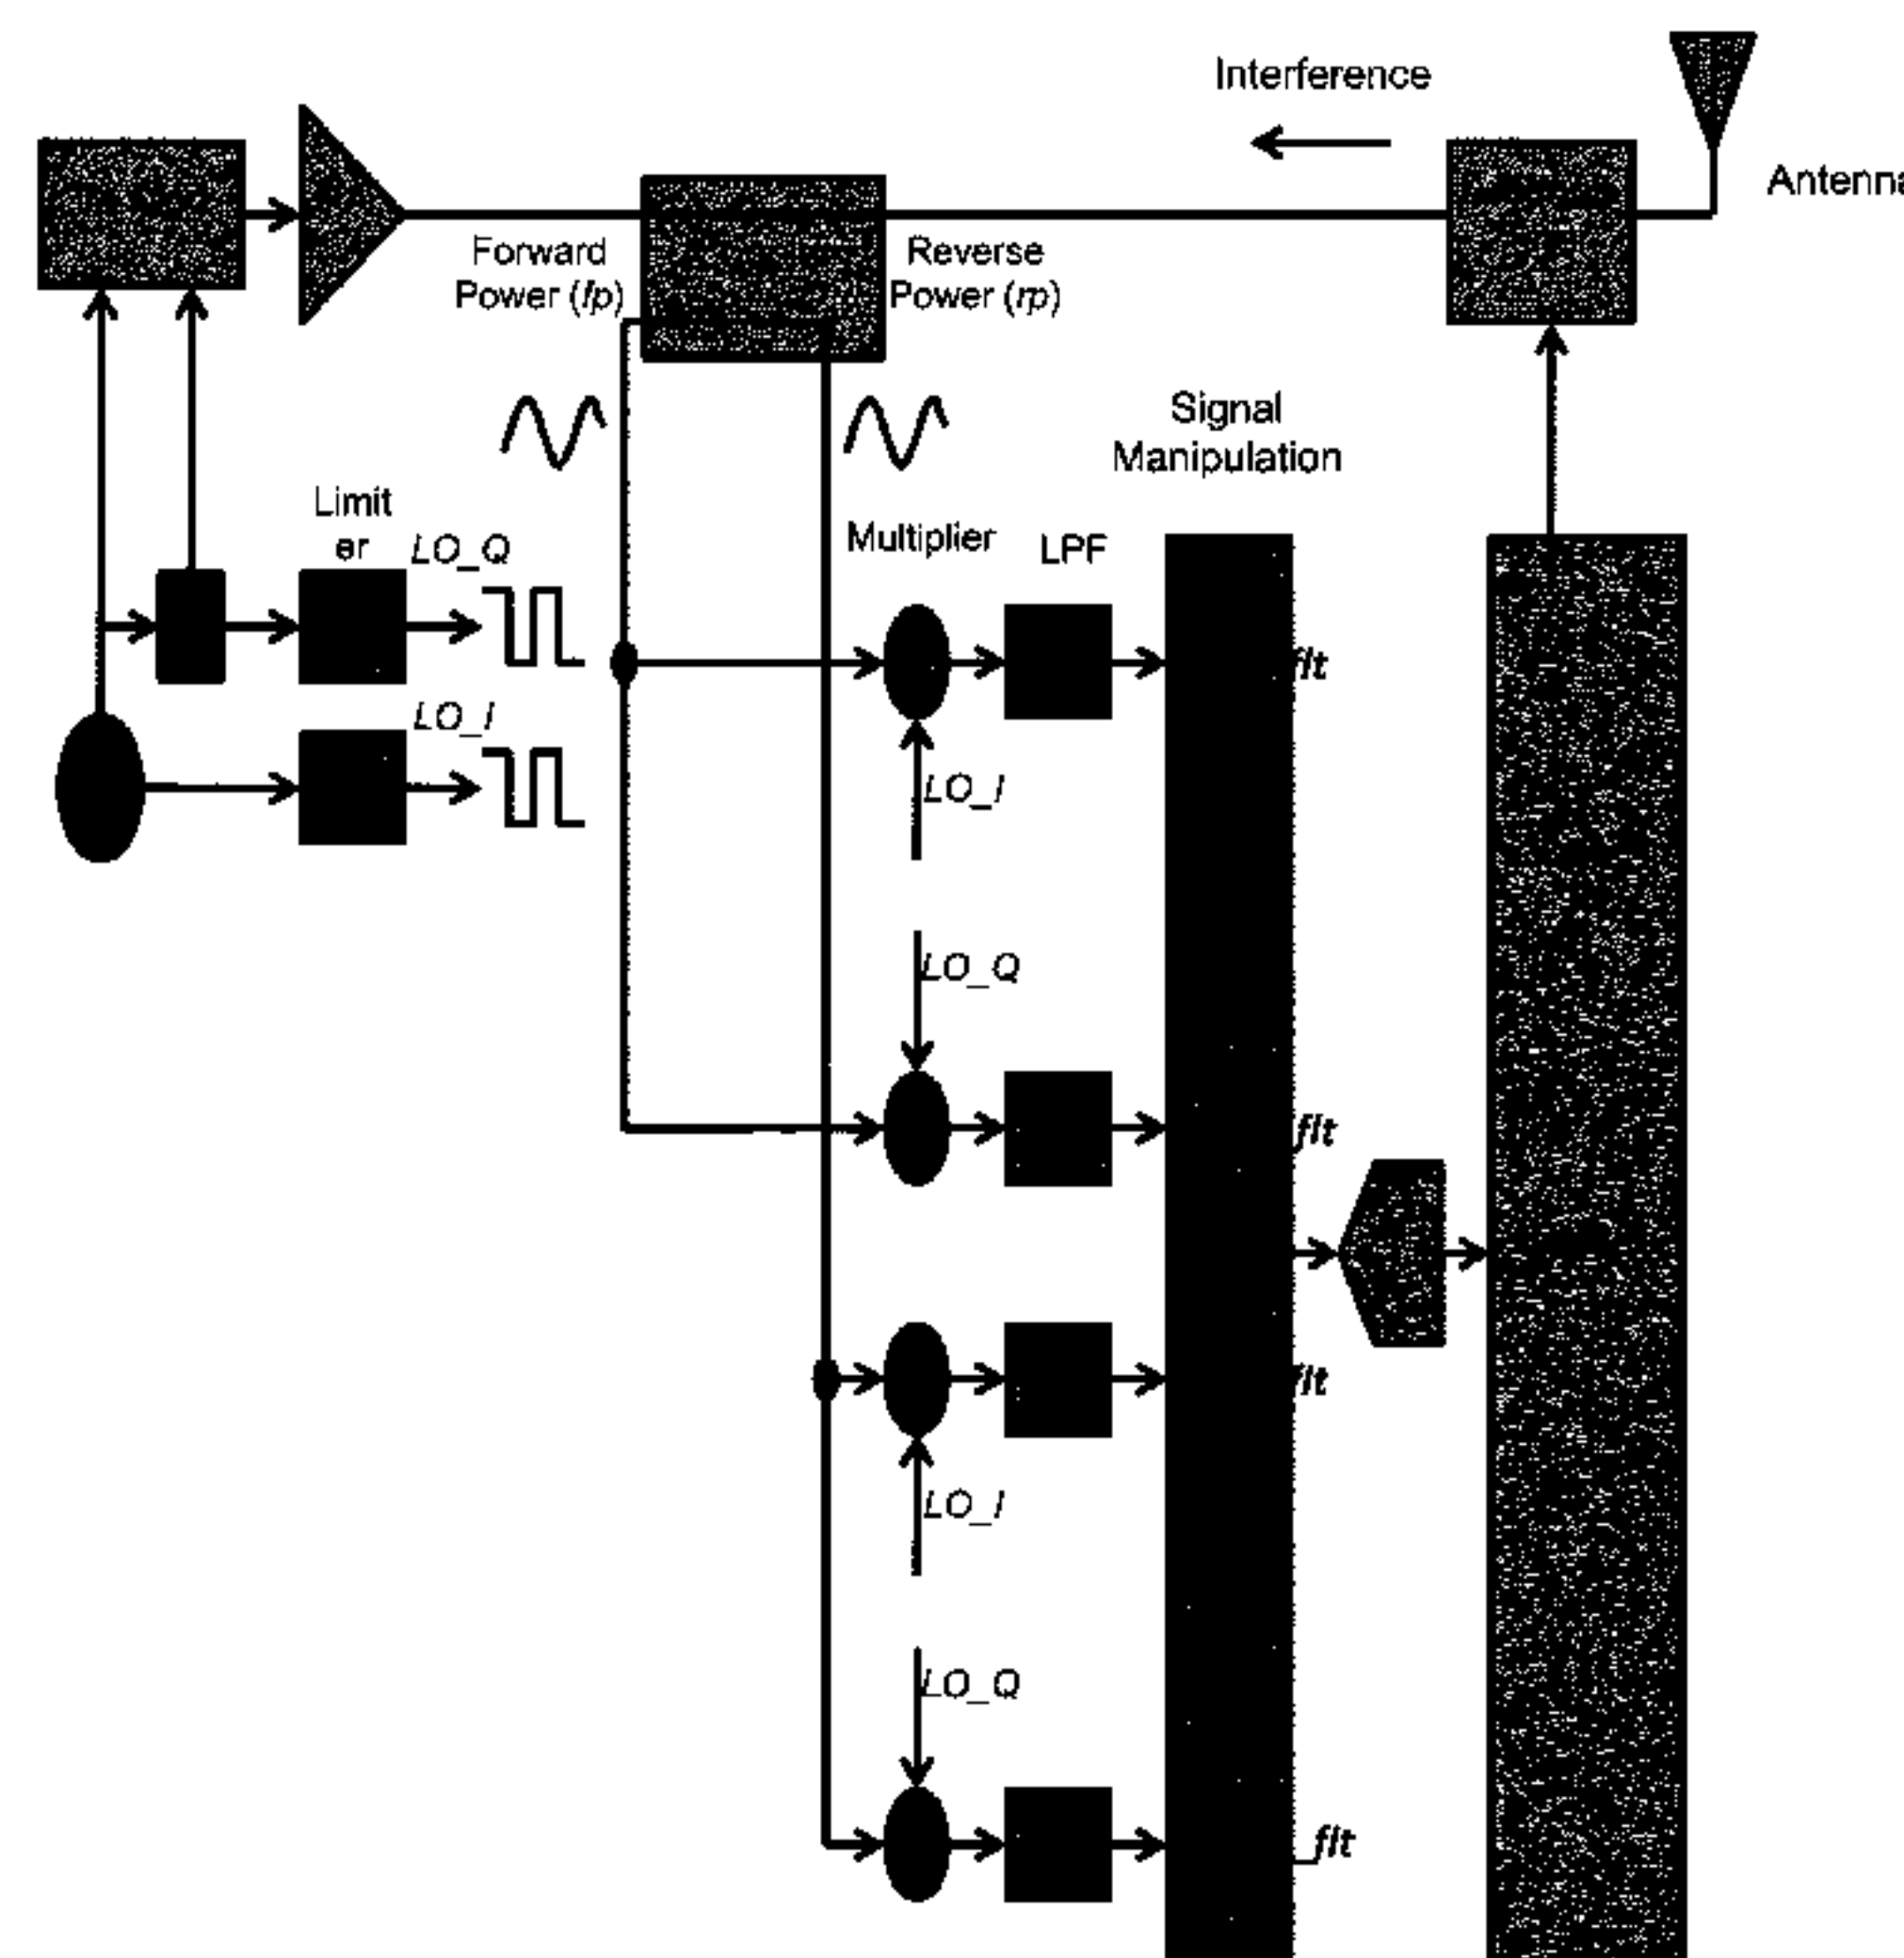 Interference
Antenna
Forward
Power (fp)
Reverse
Power (rp)
Signal
Manipulation
Limit
er
LO_Q
Multiplier
LPF
flt
LO_I
LO_I
LO_Q
flt
flt
LO_I
LO_Q
_flt